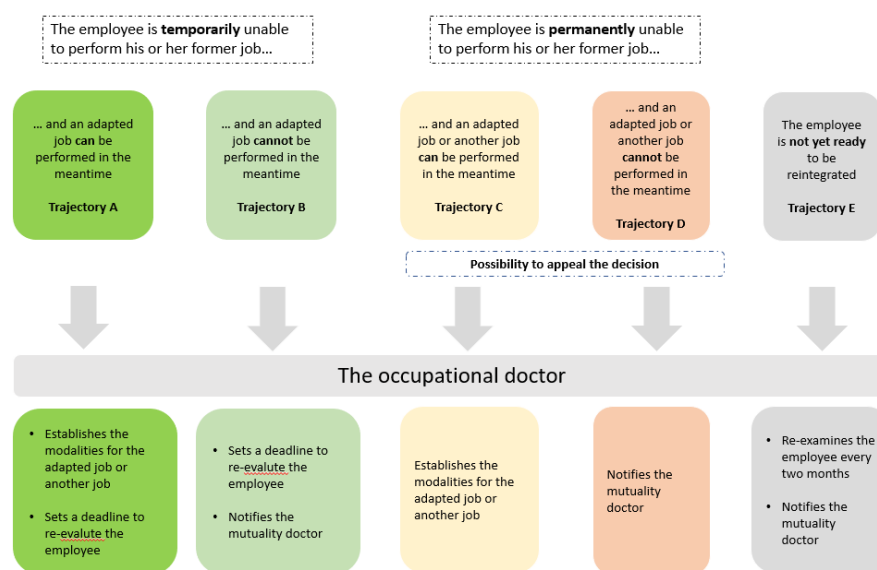 The employee is temporarily unable
to perform his or her former job…
The employee is permanently unable
to perform his or her former job…
… and an adapted
job can be
performed in the
meantime
Trajectory A
… and an adapted
job cannot be
performed in the
meantime
Trajectory B
… and an adapted
job or another job
can be performed
in the meantime
Trajectory C
… and an
adapted job or
another job
cannot be
performed in
the meantime
Trajectory D
The employee
is not yet ready
to be
reintegrated
Trajectory E
Possibility to appeal the decision
The occupational doctor
• Establishes the
modalities for the
adapted job or
another job
• Sets a deadline to
re-evalute the
employee
• Sets a deadline to
re-evalute the
employee
• Notifies the
mutuality doctor
Establishes the
modalities for the
adapted job or
another job
Notifies the
mutuality
doctor
• Re-examines the
employee every
two months
• Notifies the
mutuality
doctor